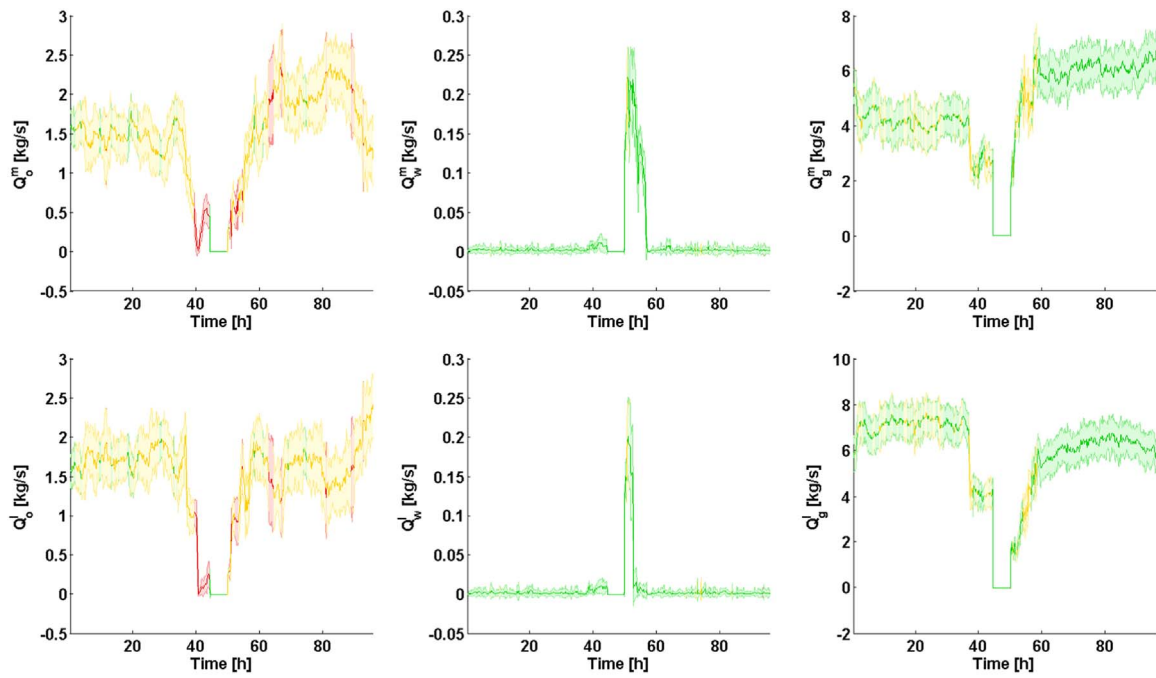 3
2.5
2
1.5
1
0.5
0
-0.5
20 40 60 80
Time [h]
Q_o^m [kg/s]
0.3
0.25
0.2
0.15
0.1
0.05
0
-0.05
20 40 60 80
Time [h]
Q_w^m [kg/s]
8
6
4
2
0
-2
20 40 60 80
Time [h]
Q_g^m [kg/s]
3
2.5
2
1.5
1
0.5
0
-0.5
20 40 60 80
Time [h]
Q_o^l [kg/s]
0.3
0.25
0.2
0.15
0.1
0.05
0
-0.05
20 40 60 80
Time [h]
Q_w^l [kg/s]
10
8
6
4
2
0
-2
20 40 60 80
Time [h]
Q_g^l [kg/s]